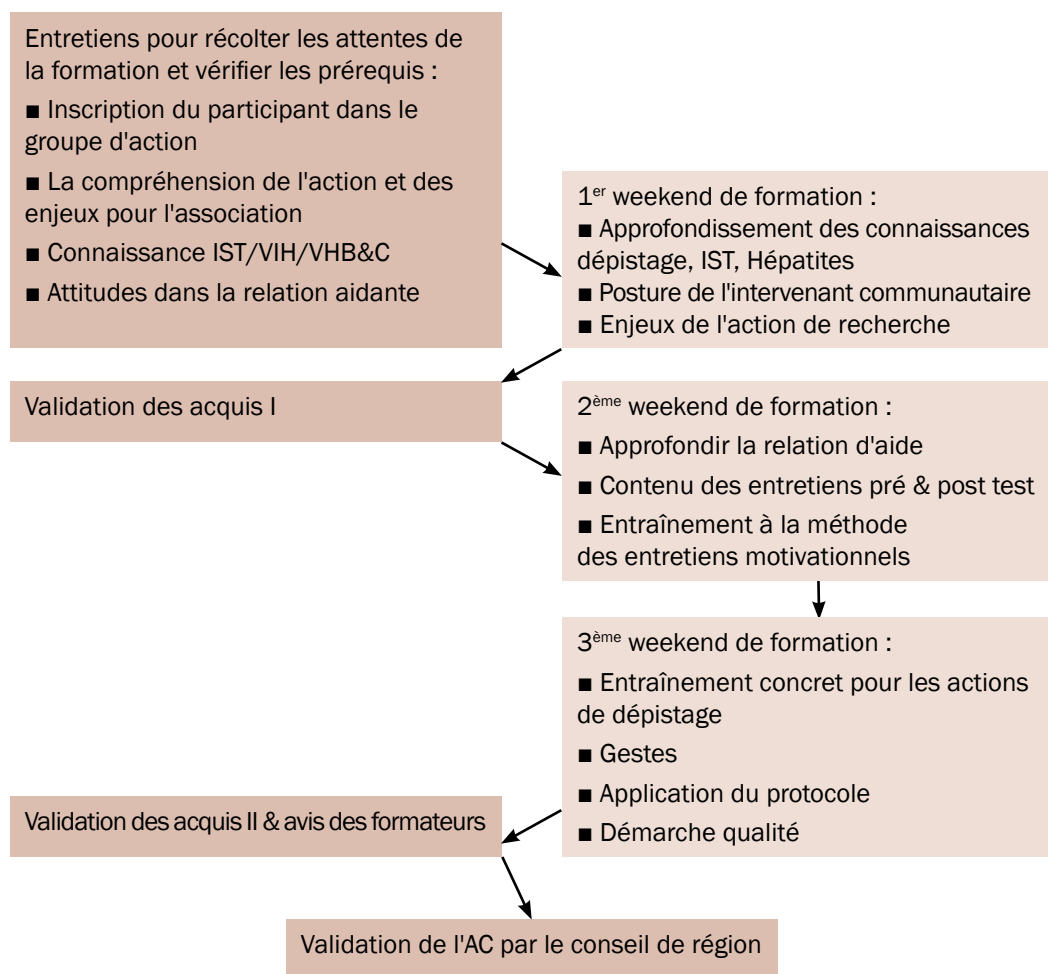 Entretiens pour récolter les attentes de
la formation et vérifier les prérequis :
■ Inscription du participant dans le
groupe d'action
■ La compréhension de l'action et des
enjeux pour l'association
■ Connaissance IST/VIH/VHB&C
■ Attitudes dans la relation aidante
1er weekend de formation :
■ Approfondissement des connaissances
dépistage, IST, Hépatites
■ Posture de l'intervenant communautaire
■ Enjeux de l'action de recherche
Validation des acquis I
2ème weekend de formation :
■ Approfondir la relation d'aide
■ Contenu des entretiens pré & post test
■ Entraînement à la méthode
des entretiens motivationnels
3ème weekend de formation :
■ Entraînement concret pour les actions
de dépistage
■ Gestes
■ Application du protocole
■ Démarche qualité
Validation des acquis II & avis des formateurs
Validation de l'AC par le conseil de région